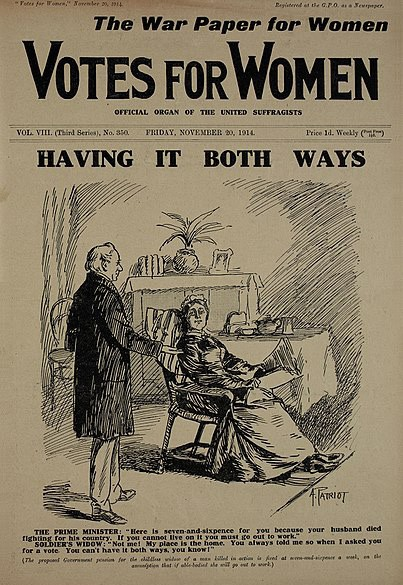 "Votes for Women," November 20, 1914. Registered at the G.P.O. as a Newspaper.
The War Paper for Women
VOTES FOR WOMEN
OFFICIAL ORGAN OF THE UNITED SUFFRAGISTS
VOL. VIII. (Third Series), No. 350. FRIDAY, NOVEMBER 20, 1914. Price 1d. Weekly (Post Free)
HAVING IT BOTH WAYS
A. PATRIOT
THE PRIME MINISTER: "Here is seven-and-sixpence for you because your husband died
fighting for his country. If you cannot live on it you must go out to work."
SOLDIER'S WIDOW: "Not me! My place is the home. You always told me so when I asked you
for a vote. You can't have it both ways, you know!"
(The proposed Government pension for the childless widow of a man killed in action is fixed at seven-and-sixpence a week, on the
assumption that if able-bodied she will go out to work.)